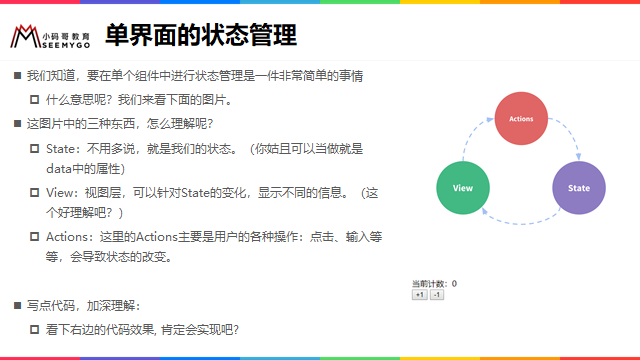 小码哥教育
SEEMYGO
单界面的状态管理
我们知道，要在单个组件中进行状态管理是一件非常简单的事情
什么意思呢？我们来看下面的图片。
这图片中的三种东西，怎么理解呢？
State：不用多说，就是我们的状态。（你姑且可以当做就是
data中的属性）
View：视图层，可以针对State的变化，显示不同的信息。（这
个好理解吧？）
Actions：这里的Actions主要是用户的各种操作：点击、输入等
等，会导致状态的改变。
写点代码，加深理解：
看下右边的代码效果, 肯定会实现吧？
Actions
View
State
当前计数：0
+1 -1